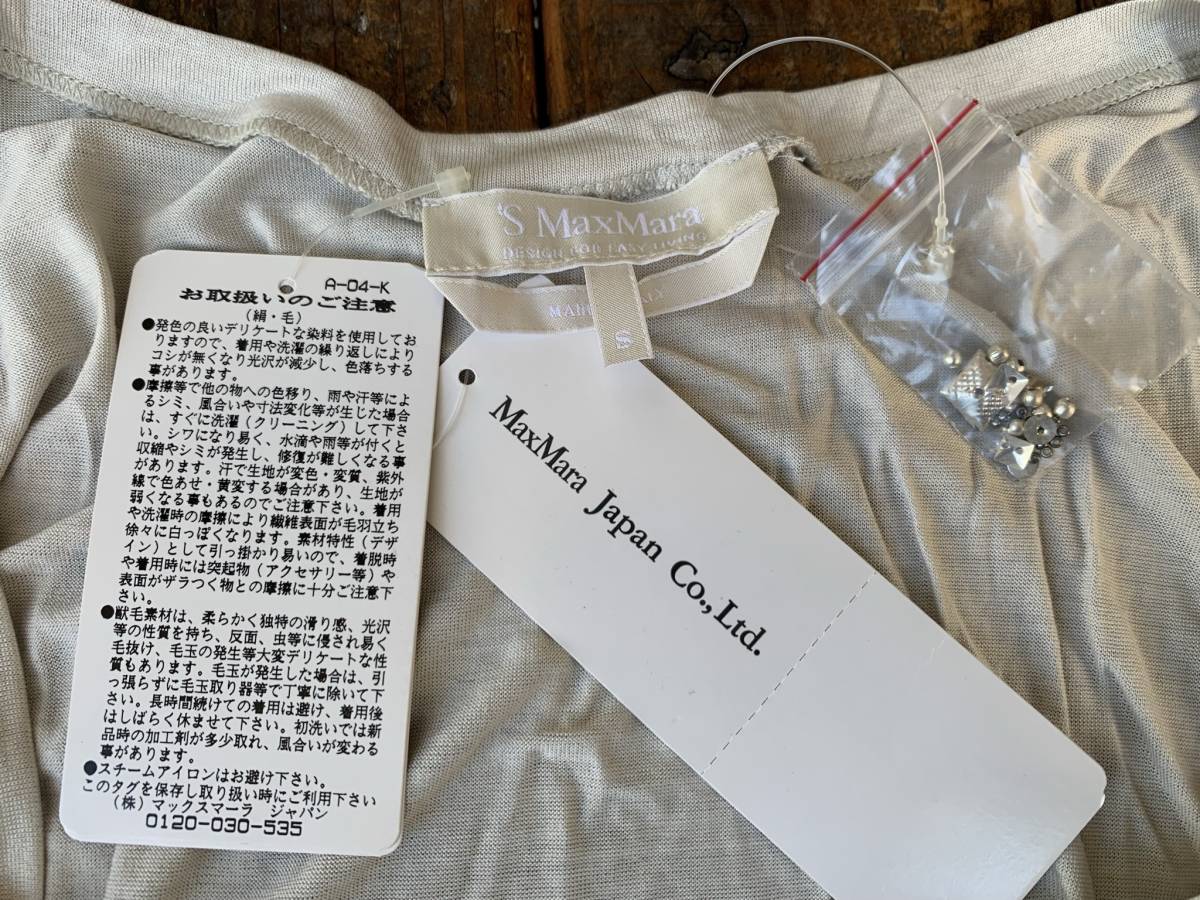 A-04-K
お取扱いのご注意
(絹・毛)
●発色の良いデリケートな染料を使用してお
りますので、着用や洗濯の繰り返しにより
コシが無くなり光沢が減少し、色落ちする
事があります。
●摩擦等で他の物への色移り、雨や汗等によ
るシミ、風合いや寸法変化等が生じた場合
は、すぐに洗濯(クリーニング)して下さ
い。シワになり易く、水滴や雨等が付くと
収縮やシミが発生し、修復が難しくなる事
があります。汗で生地が変色・変質、紫外
線で色あせ・黄変する場合があり、生地が
弱くなる事もあるのでご注意下さい。着用
や洗濯時の摩擦により繊維表面が毛羽立ち
徐々に白っぽくなります。素材特性(デザ
イン)として引っ掛かり易いので、着脱時
や着用時には突起物(アクセサリー等)や
表面がザラつく物との摩擦に十分ご注意下
さい。
●獣毛素材は、柔らかく独特の滑り感、光沢
等の性質を持ち、反面、虫等に侵され易く
毛抜け、毛玉の発生等大変デリケートな性
質もあります。毛玉が発生した場合は、引
っ張らずに毛玉取り器等で丁寧に除いて下
さい。長時間続けての着用は避け、着用後
はしばらく休ませて下さい。初洗いでは新
品時の加工剤が多少取れ、風合いが変わる
事があります。
●スチームアイロンはお避け下さい。
このタグを保存し取り扱い時にご利用下さい
(株)マックスマーラ ジャパン
0120-030-535
'S MaxMara
DESIGN FOR EASY LIVING
S
MaxMara Japan Co.,Ltd.